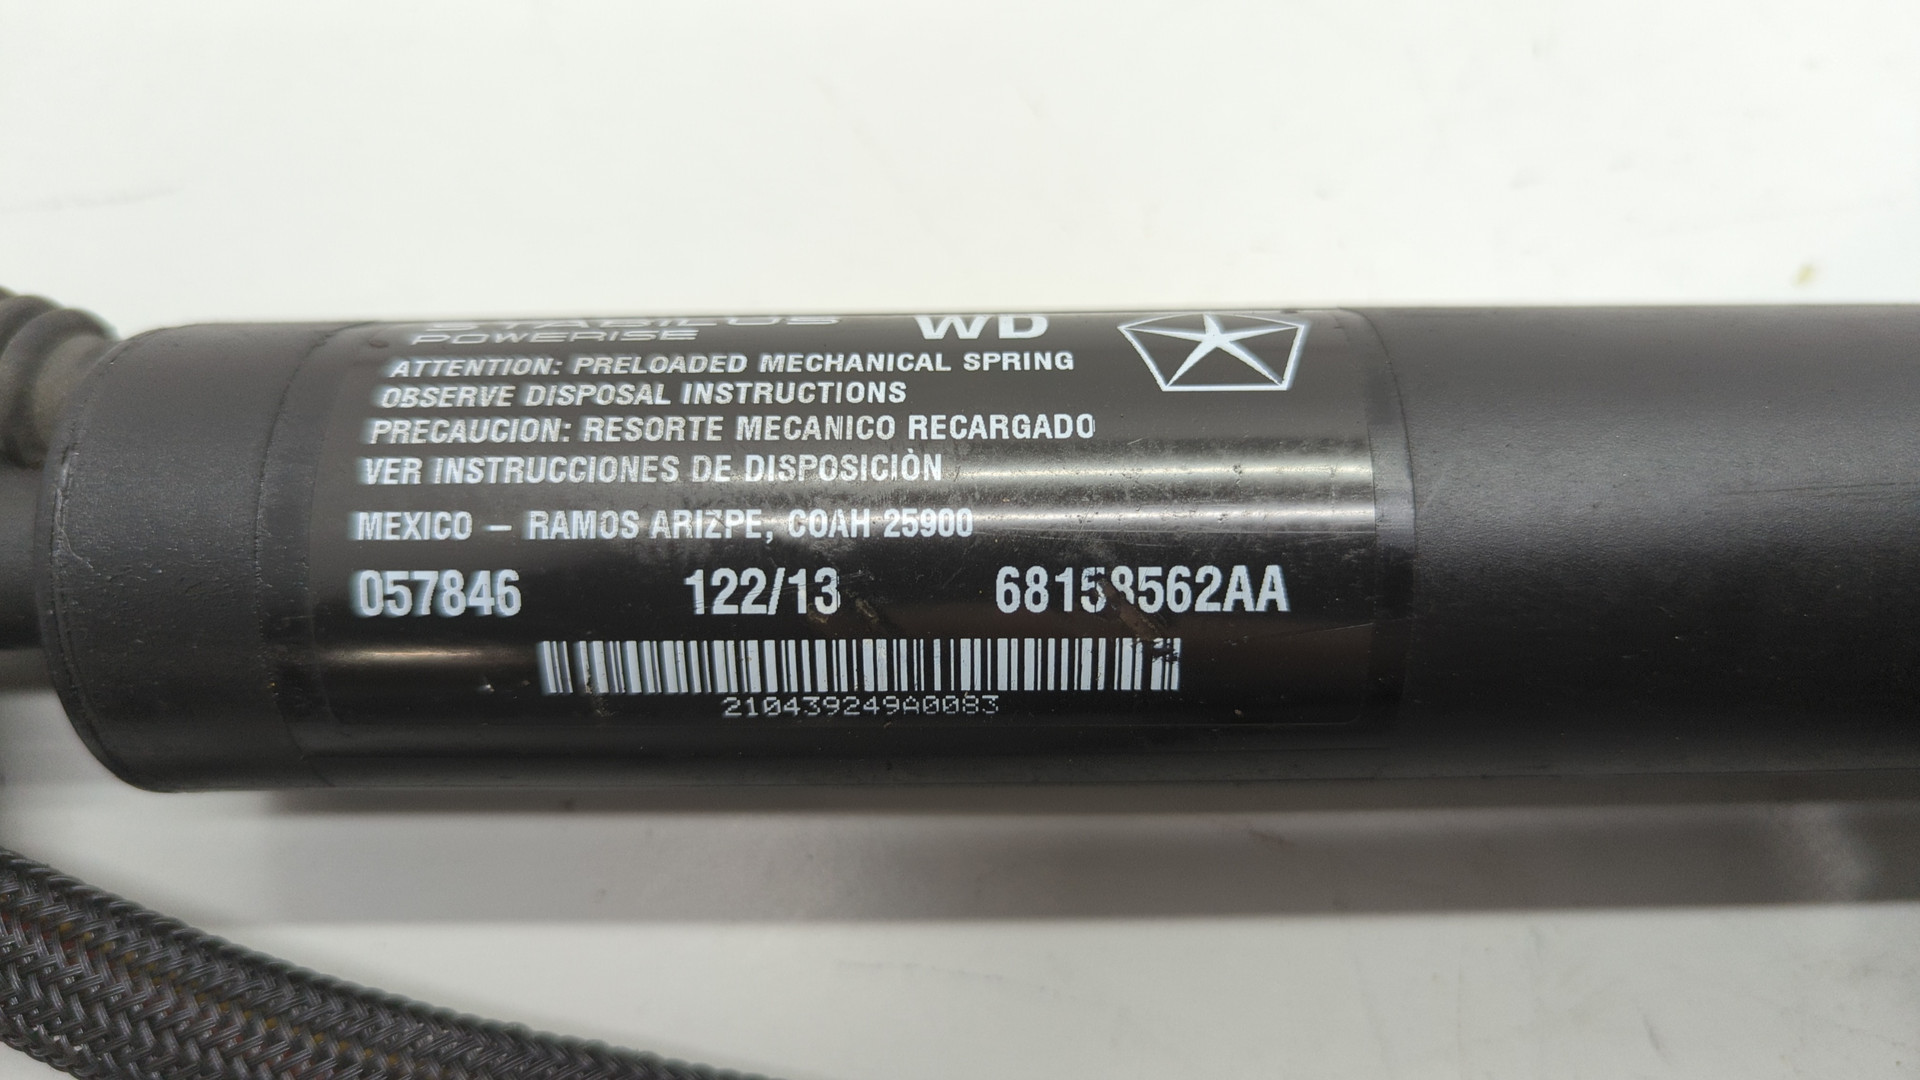 STABILUS WD
POWERISE
ATTENTION: PRELOADED MECHANICAL SPRING
OBSERVE DISPOSAL INSTRUCTIONS
PRECAUCION: RESORTE MECANICO RECARGADO
VER INSTRUCCIONES DE DISPOSICIÒN
MEXICO – RAMOS ARIZPE, COAH 25900
057846 122/13 68158562AA
210439249A0083